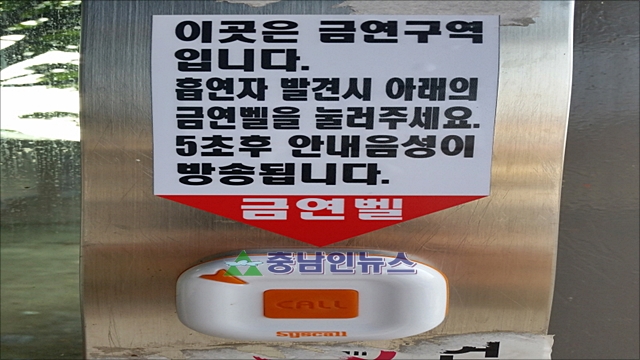 이곳은 금연구역
입니다.
흡연자 발견시 아래의
금연벨을 눌러주세요.
5초후 안내음성이
방송됩니다.
금연벨
충남인뉴스
CALL
Syscall